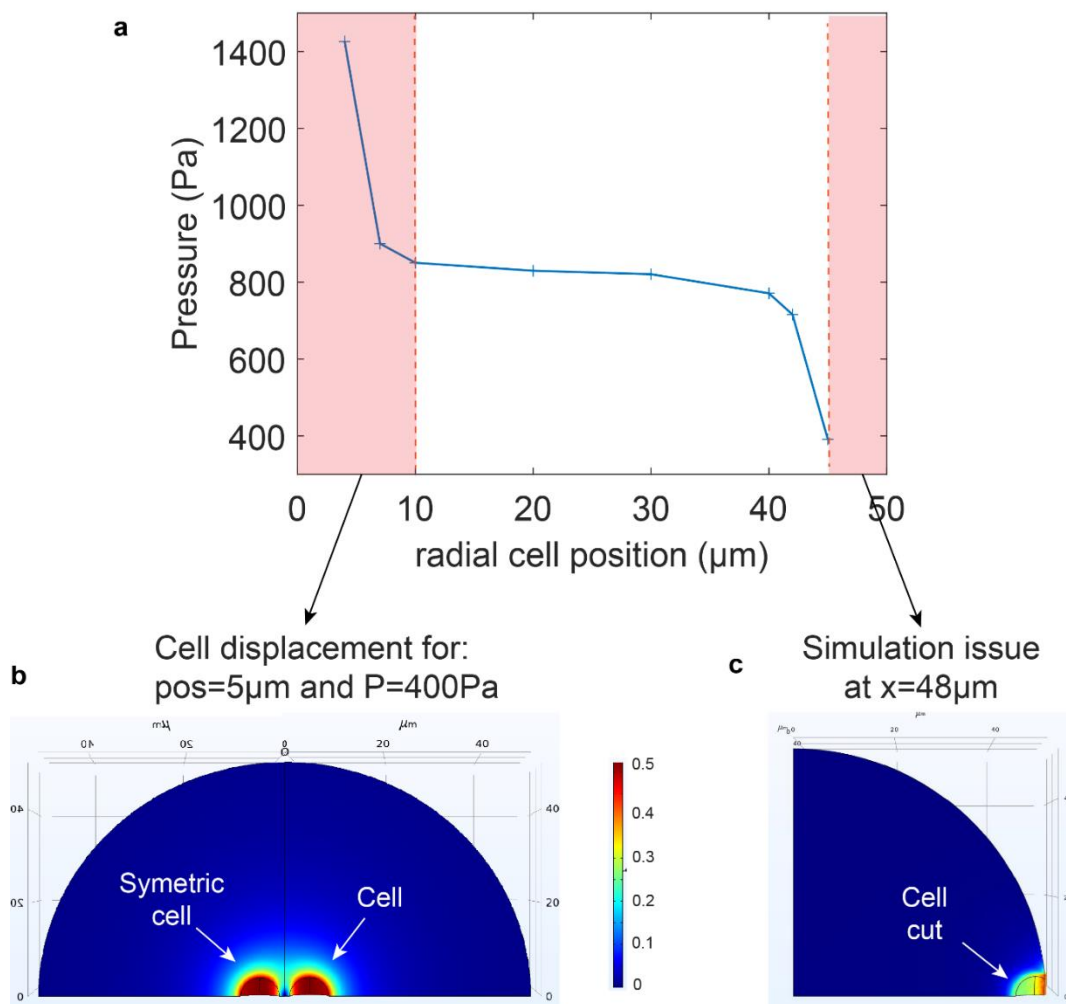 a
1400
1200
1000
800
600
400
Pressure (Pa)
0 10 20 30 40 50
radial cell position (µm)
b
Cell displacement for:
pos=5µm and P=400Pa
c
Simulation issue
at x=48µm
µm µm
40 20 0 20 40
40 40
20 20
0 0
Symetric
cell
Cell
0.5
0.4
0.3
0.2
0.1
0
µm
20 40
Cell
cut